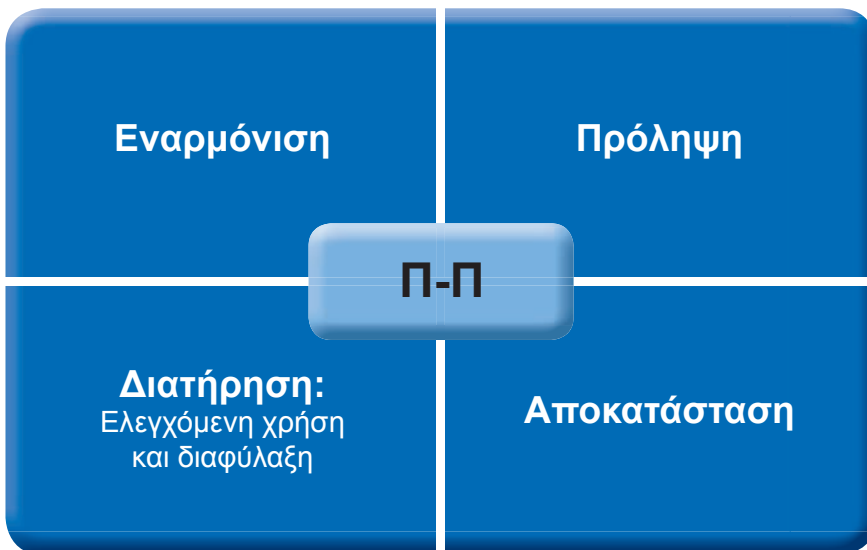 Εναρμόνιση
Πρόληψη
Π-Π
Διατήρηση:
Ελεγχόμενη χρήση
και διαφύλαξη
Αποκατάσταση